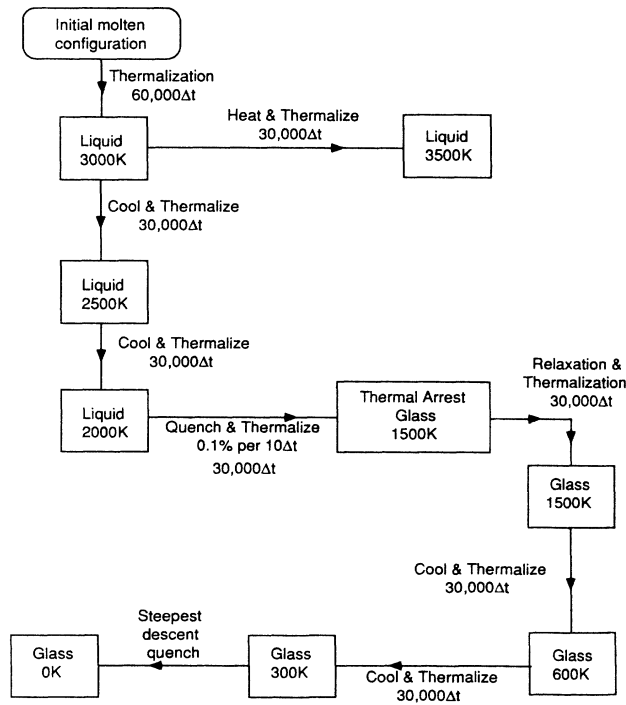 Initial molten
configuration
Thermalization
60,000Δt
Liquid
3000K
Heat & Thermalize
30,000Δt
Liquid
3500K
Cool & Thermalize
30,000Δt
Liquid
2500K
Cool & Thermalize
30,000Δt
Liquid
2000K
Quench & Thermalize
0.1% per 10Δt
30,000Δt
Thermal Arrest
Glass
1500K
Relaxation &
Thermalization
30,000Δt
Glass
1500K
Cool & Thermalize
30,000Δt
Glass
600K
Cool & Thermalize
30,000Δt
Glass
300K
Steepest
descent
quench
Glass
0K